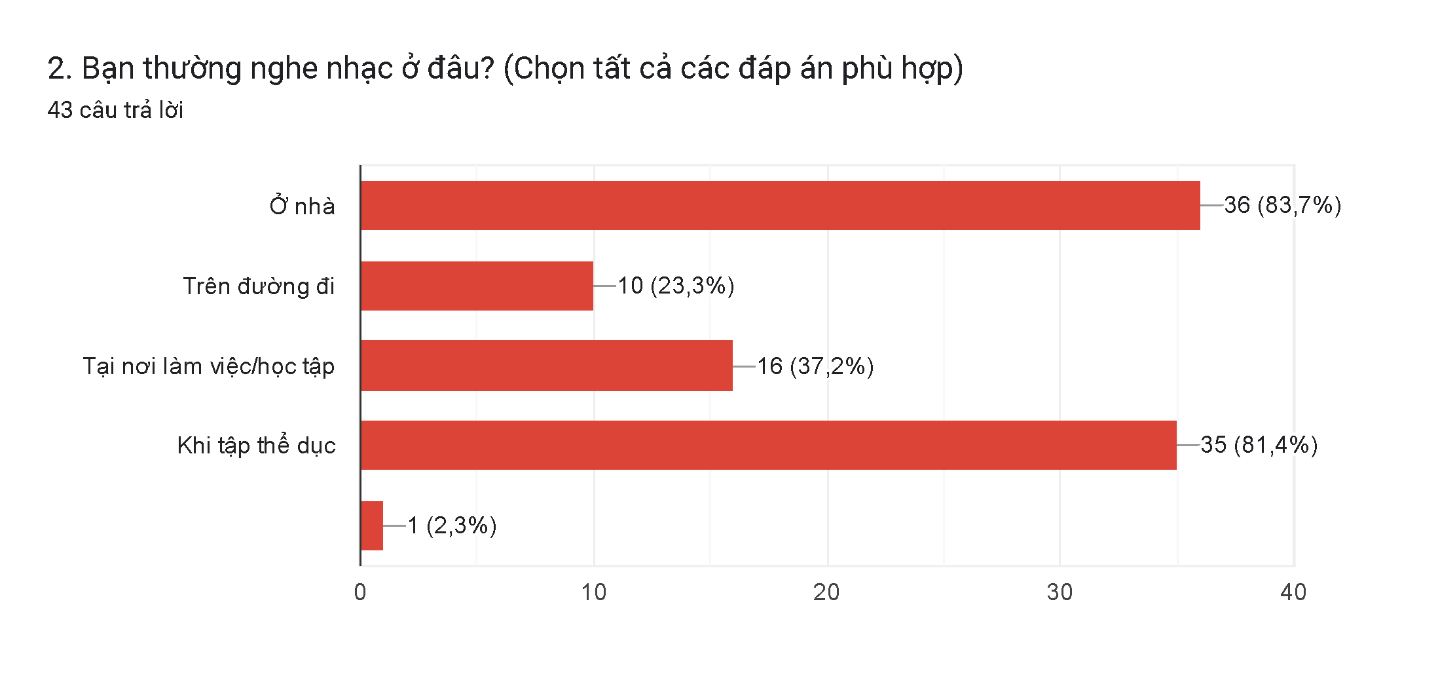 2. Bạn thường nghe nhạc ở đâu? (Chọn tất cả các đáp án phù hợp)
43 câu trả lời
Ở nhà
36 (83,7%)
Trên đường đi
10 (23,3%)
Tại nơi làm việc/học tập
16 (37,2%)
Khi tập thể dục
35 (81,4%)
1 (2,3%)
0 10 20 30 40